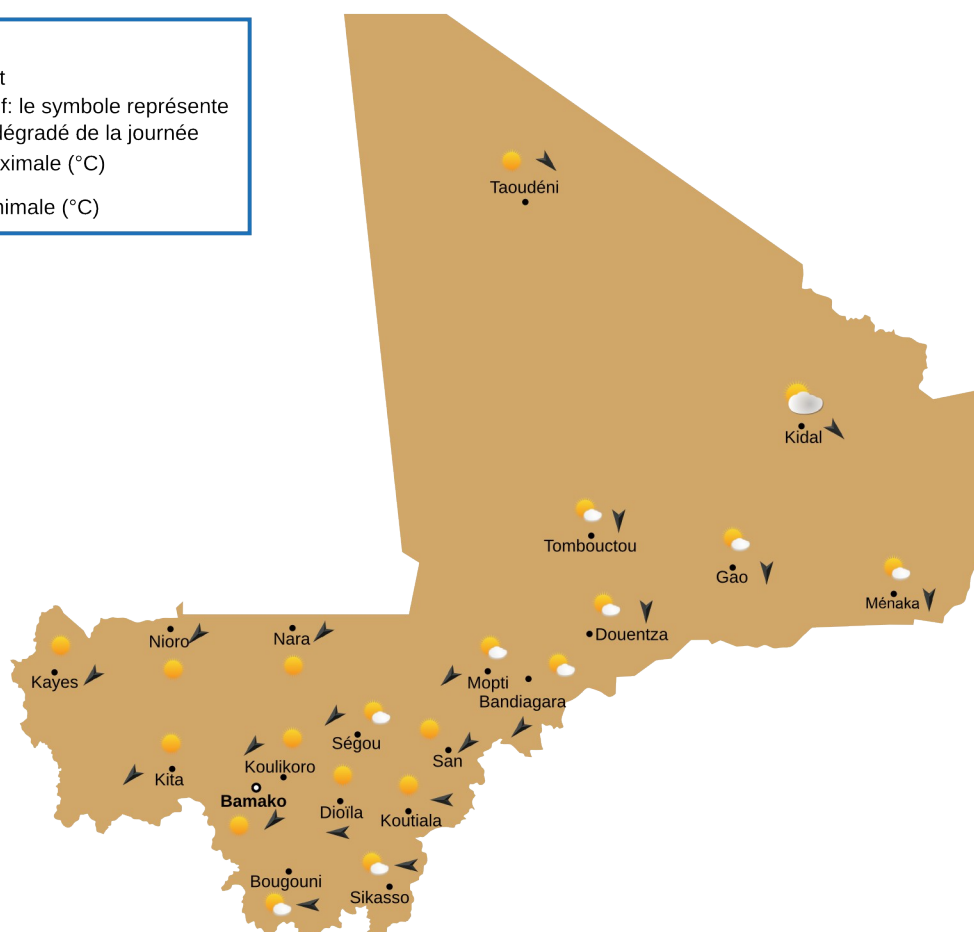 t
f: le symbole représente
dégradé de la journée
ximale (°C)
nimale (°C)
Taoudéni
Kidal
Tombouctou
Gao
Ménaka
Douentza
Nioro
Nara
Kayes
Mopti
Bandiagara
Ségou
San
Kita
Koulikoro
Bamako
Dioïla
Koutiala
Bougouni
Sikasso